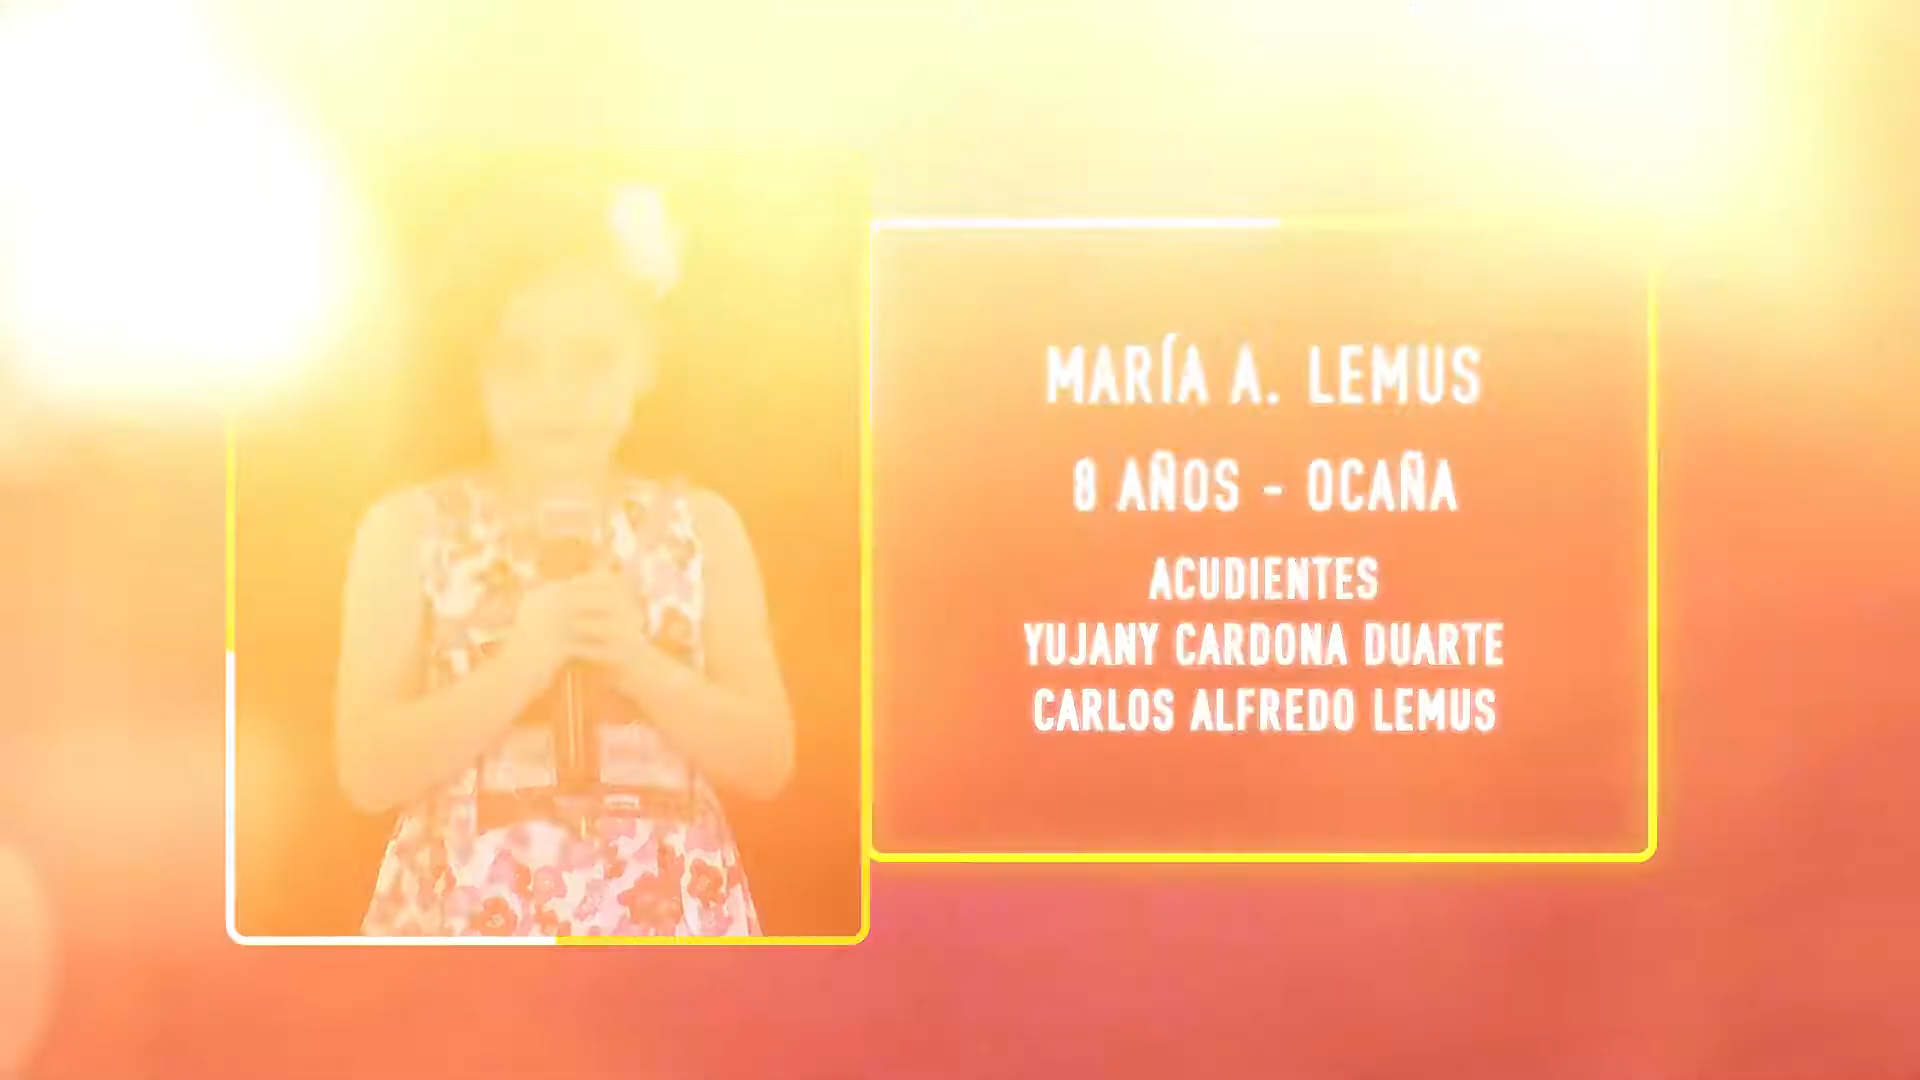 MARÍA A. LEMUS
8 AÑOS - OCAÑA
ACUDIENTES
YUJANY CARDONA DUARTE
CARLOS ALFREDO LEMUS